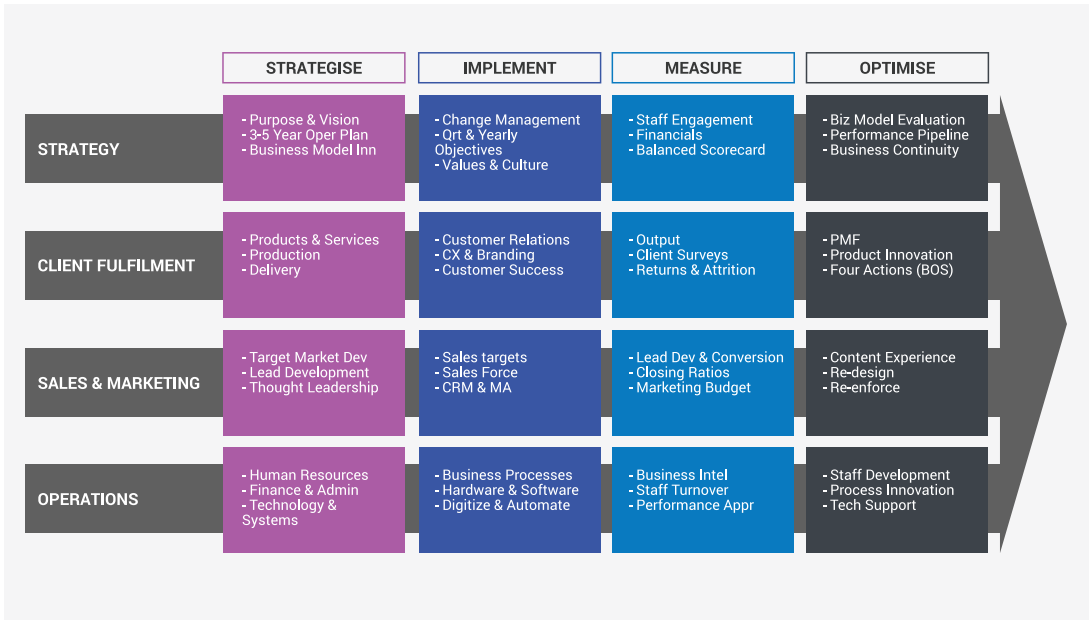 STRATEGISE
IMPLEMENT
MEASURE
OPTIMISE
STRATEGY
- Purpose & Vision
- 3-5 Year Oper Plan
- Business Model Inn
- Change Management
- Qrt & Yearly
Objectives
- Values & Culture
- Staff Engagement
- Financials
- Balanced Scorecard
- Biz Model Evaluation
- Performance Pipeline
- Business Continuity
CLIENT FULFILMENT
- Products & Services
- Production
- Delivery
- Customer Relations
- CX & Branding
- Customer Success
- Output
- Client Surveys
- Returns & Attrition
- PMF
- Product Innovation
- Four Actions (BOS)
SALES & MARKETING
- Target Market Dev
- Lead Development
- Thought Leadership
- Sales targets
- Sales Force
- CRM & MA
- Lead Dev & Conversion
- Closing Ratios
- Marketing Budget
- Content Experience
- Re-design
- Re-enforce
OPERATIONS
- Human Resources
- Finance & Admin
- Technology &
Systems
- Business Processes
- Hardware & Software
- Digitize & Automate
- Business Intel
- Staff Turnover
- Performance Appr
- Staff Development
- Process Innovation
- Tech Support